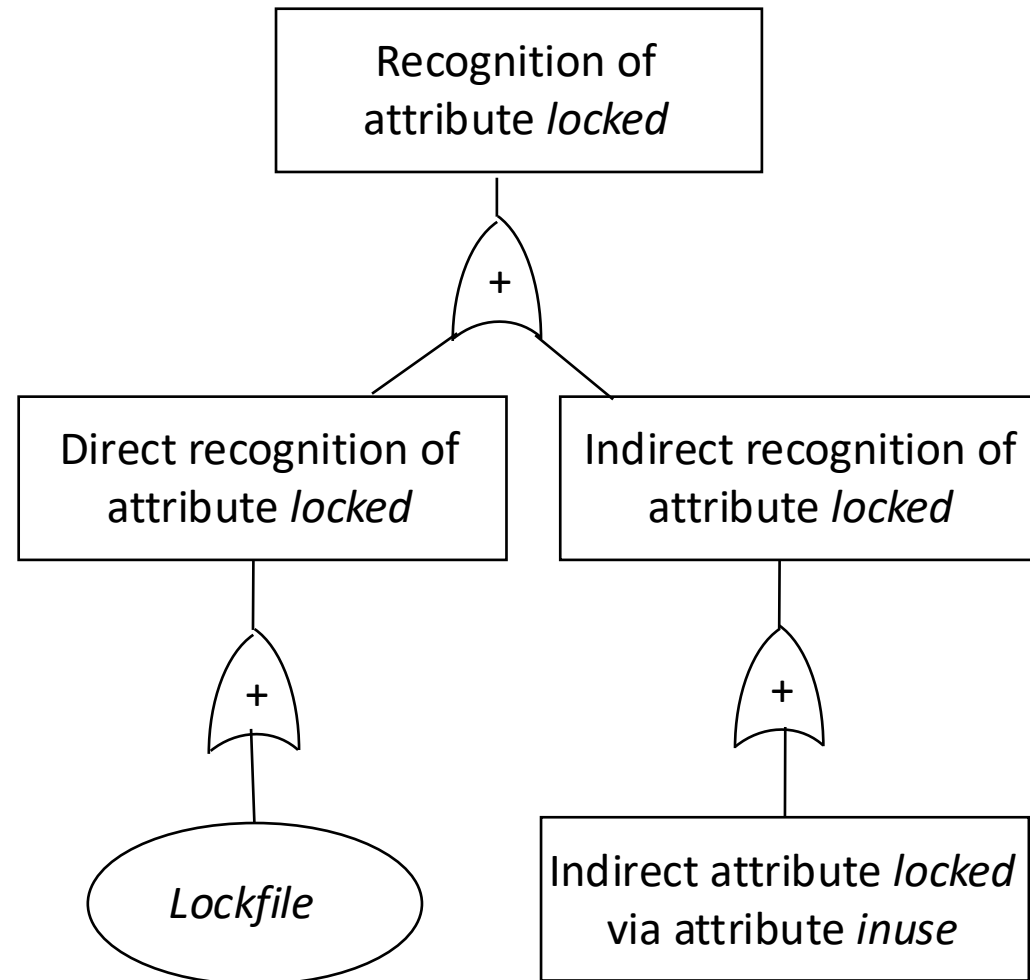 Recognition of
attribute locked
+
Direct recognition of
attribute locked
Indirect recognition of
attribute locked
+
+
Lockfile
Indirect attribute locked
via attribute inuse